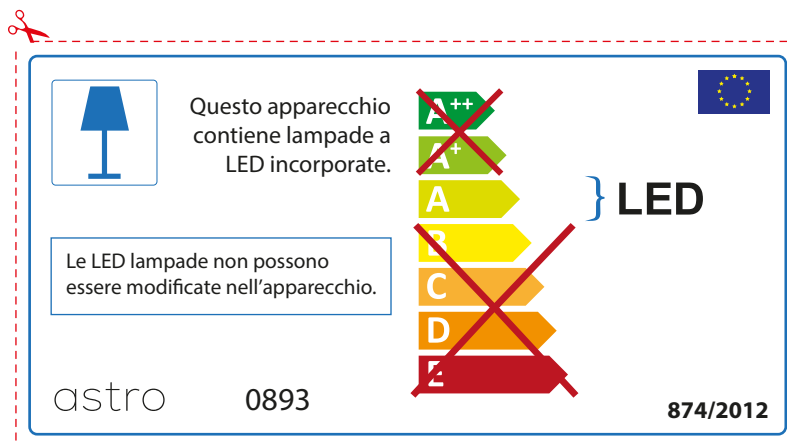 Questo apparecchio
contiene lampade a
LED incorporate.
Le LED lampade non possono
essere modificate nell'apparecchio.
A++
A+
A
B
C
D
E
LED
astro
0893
874/2012